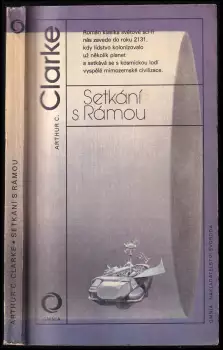 ARTHUR C. CLARKE • SETKÁNÍ S RÁMOU
ARTHUR C.
Clarke
Román klasika světové sci-fi
nás zavede do roku 2131,
kdy lidstvo kolonizovalo
už několik planet
a setkává se s kosmickou lodí
vyspělé mimozemské civilizace.
Setkání
s Rámou